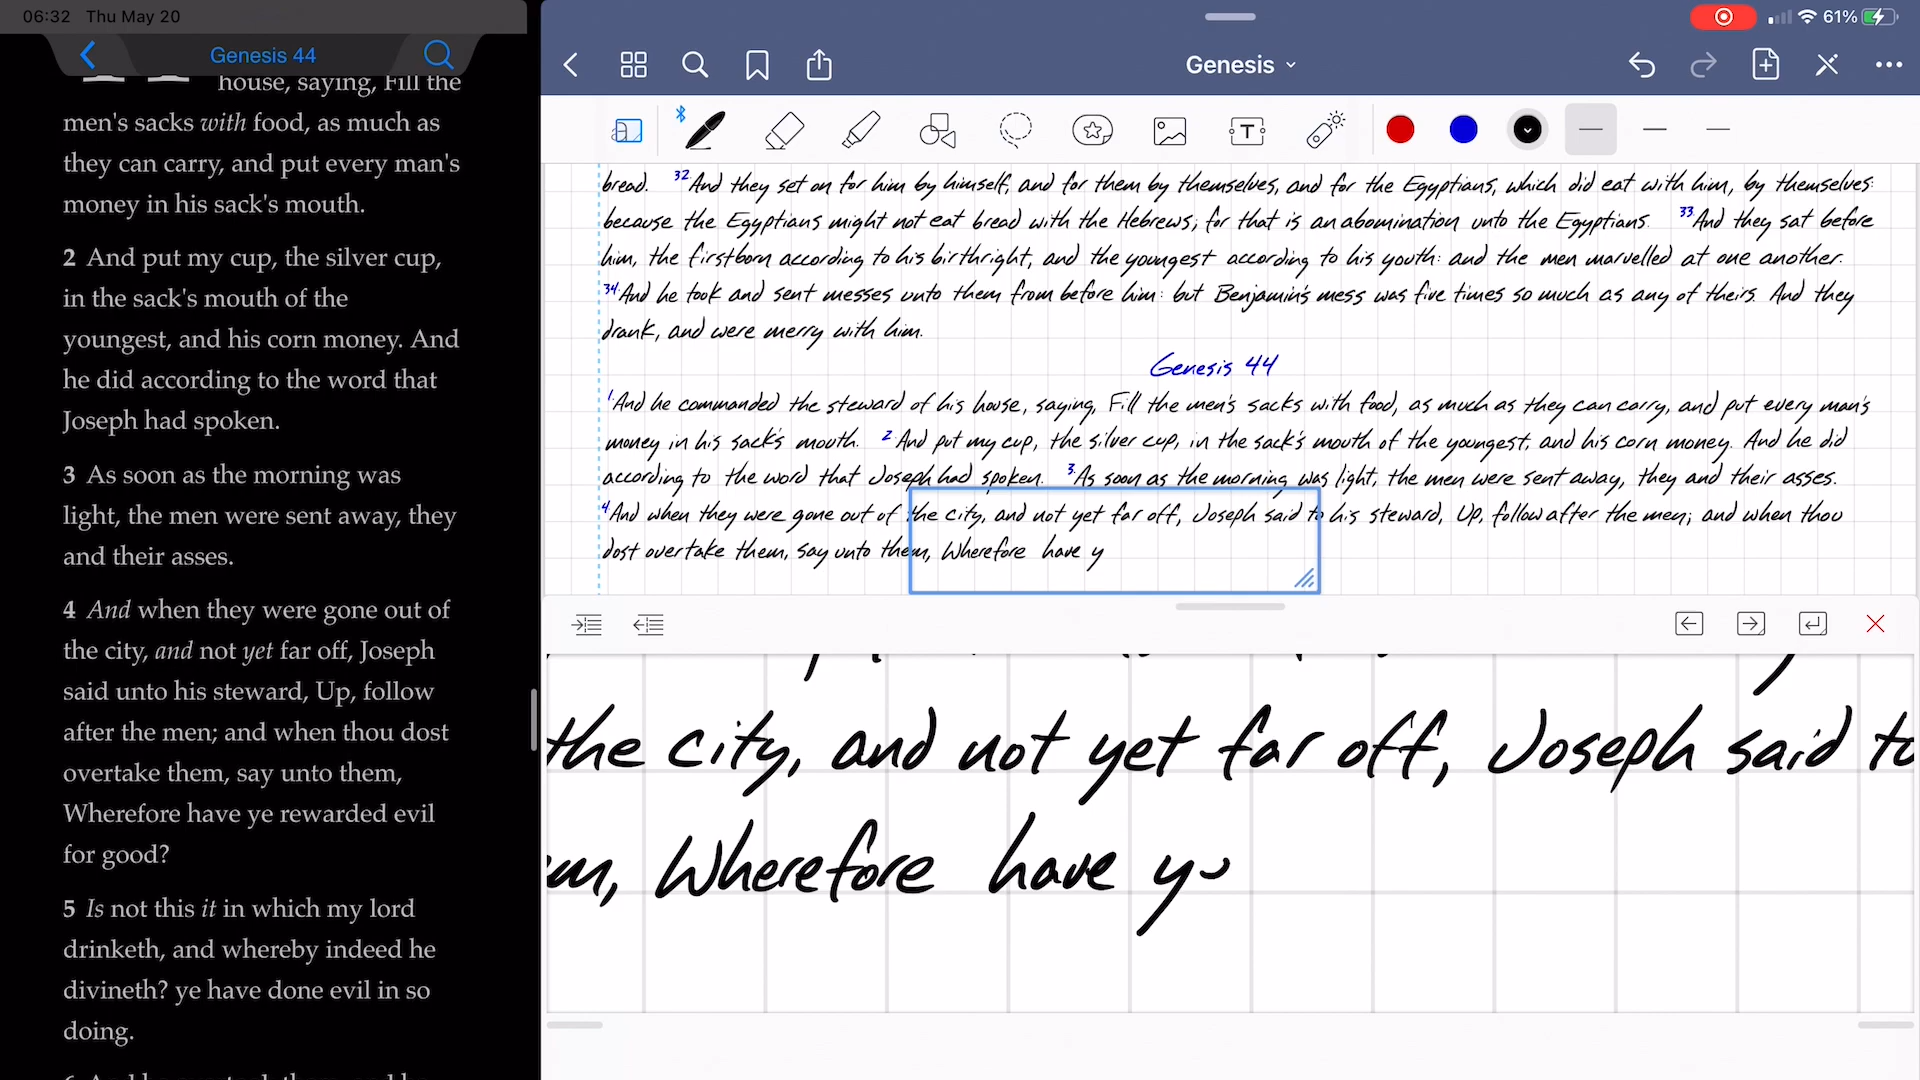 06:32 Thu May 20
Genesis 44
house, saying, Fill the
men's sacks with food, as much as
they can carry, and put every man's
money in his sack's mouth.
2 And put my cup, the silver cup,
in the sack's mouth of the
youngest, and his corn money. And
he did according to the word that
Joseph had spoken.
3 As soon as the morning was
light, the men were sent away, they
and their asses.
4 And when they were gone out of
the city, and not yet far off, Joseph
said unto his steward, Up, follow
after the men; and when thou dost
overtake them, say unto them,
Wherefore have ye rewarded evil
for good?
5 Is not this it in which my lord
drinketh, and whereby indeed he
divineth? ye have done evil in so
doing.
61%
Genesis
bread. 32. And they set on for him by himself, and for them by themselves, and for the Egyptians, which did eat with him, by themselves:
because the Egyptians might not eat bread with the Hebrews; for that is an abomination unto the Egyptians. 33. And they sat before
him, the firstborn according to his birthright, and the youngest according to his youth: and the men marvelled at one another.
34. And he took and sent messes unto them from before him: but Benjamin's mess was five times so much as any of theirs. And they
drank, and were merry with him.
Genesis 44
1. And he commanded the steward of his house, saying, Fill the men's sacks with food, as much as they can carry, and put every man's
money in his sack's mouth. 2. And put my cup, the silver cup, in the sack's mouth of the youngest, and his corn money. And he did
according to the word that Joseph had spoken. 3. As soon as the morning was light, the men were sent away, they and their asses.
4. And when they were gone out of the city, and not yet far off, Joseph said to his steward, Up, follow after the men; and when thou
dost overtake them, say unto them, Wherefore have y
the city, and not yet far off, Joseph said to
em, Wherefore have y